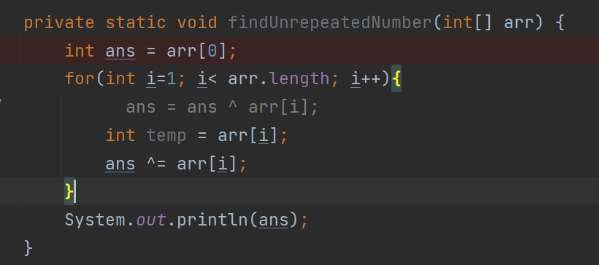 private static void findUnrepeatedNumber(int[] arr) {
int ans = arr[0];
for(int i=1; i< arr.length; i++){
ans = ans ^ arr[i];
int temp = arr[i];
ans ^= arr[i];
}
System.out.println(ans);
}